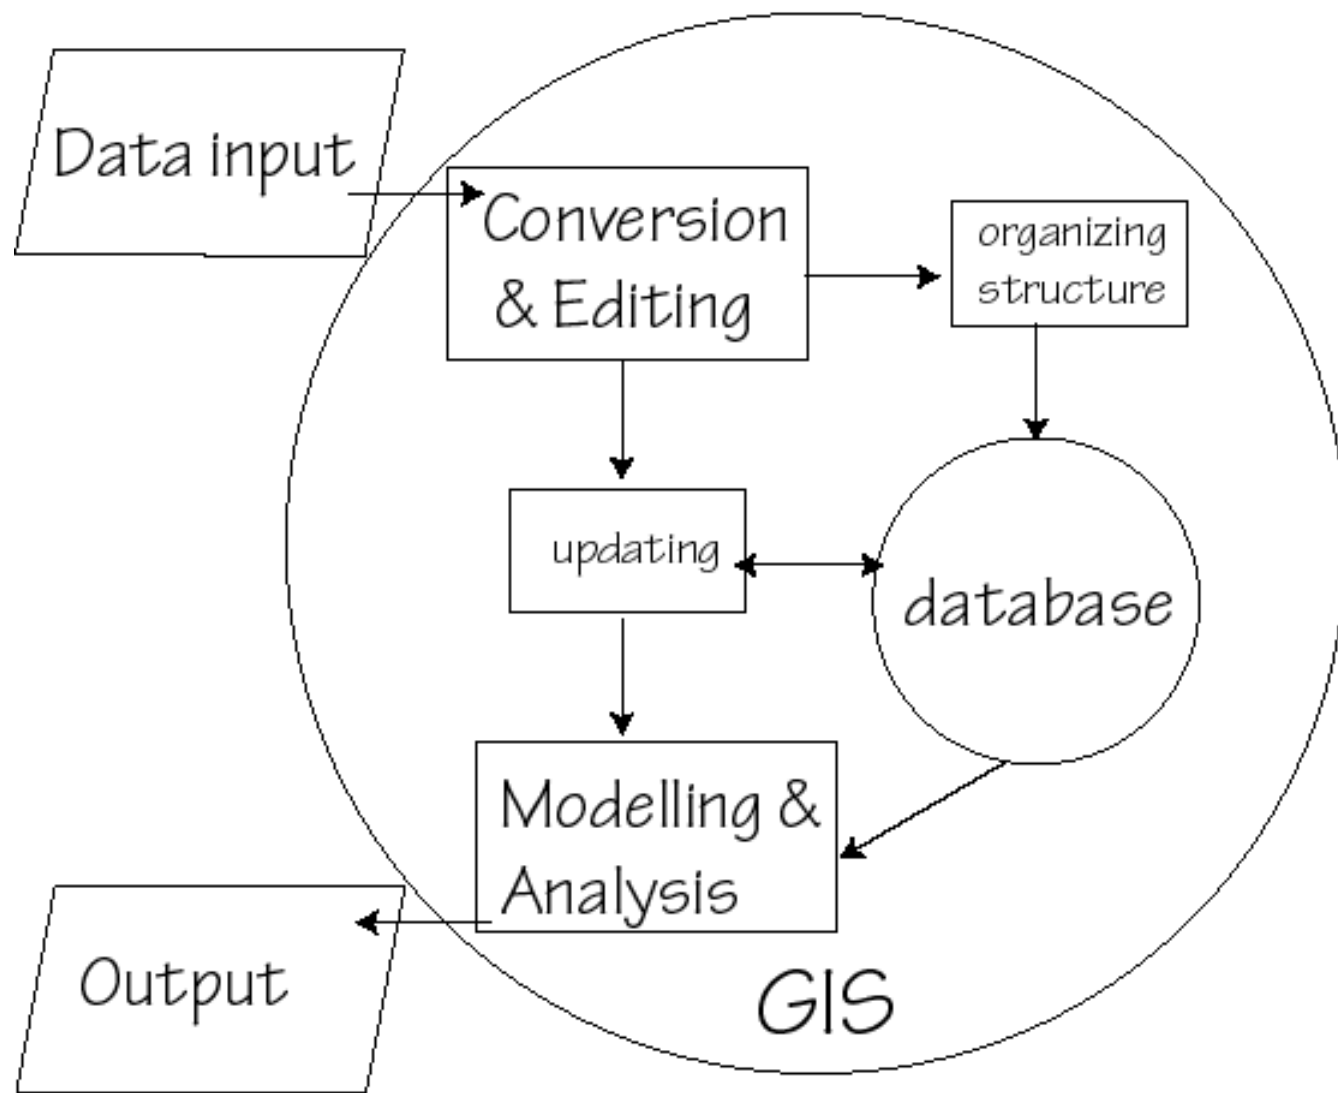 Data input
Conversion
& Editing
organizing
structure
updating
database
Modelling &
Analysis
Output
GIS